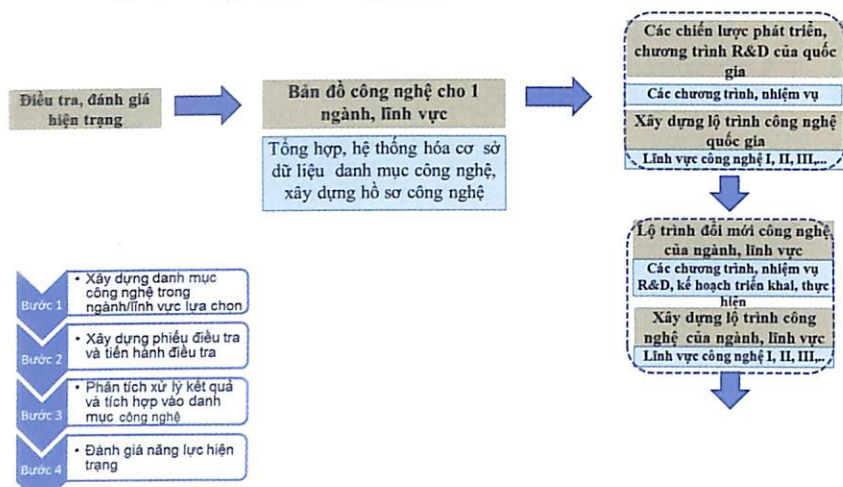 Điều tra, đánh giá
hiện trạng
Bản đồ công nghệ cho 1
ngành, lĩnh vực
Tổng hợp, hệ thống hóa cơ sở
dữ liệu danh mục công nghệ,
xây dựng hồ sơ công nghệ
Các chiến lược phát triển,
chương trình R&D của quốc
gia
Các chương trình, nhiệm vụ
Xây dựng lộ trình công nghệ
quốc gia
Lĩnh vực công nghệ I, II, III,...
Lộ trình đổi mới công nghệ
của ngành, lĩnh vực
Các chương trình, nhiệm vụ
R&D, kế hoạch triển khai, thực
hiện
Xây dựng lộ trình công
nghệ của ngành, lĩnh vực
Lĩnh vực công nghệ I, II, III,..
Bước 1
• Xây dựng danh mục
công nghệ trong
ngành/lĩnh vực lựa chọn
Bước 2
• Xây dựng phiếu điều tra
và tiến hành điều tra
Bước 3
• Phân tích xử lý kết quả
và tích hợp vào danh
mục công nghệ
Bước 4
• Đánh giá năng lực hiện
trạng